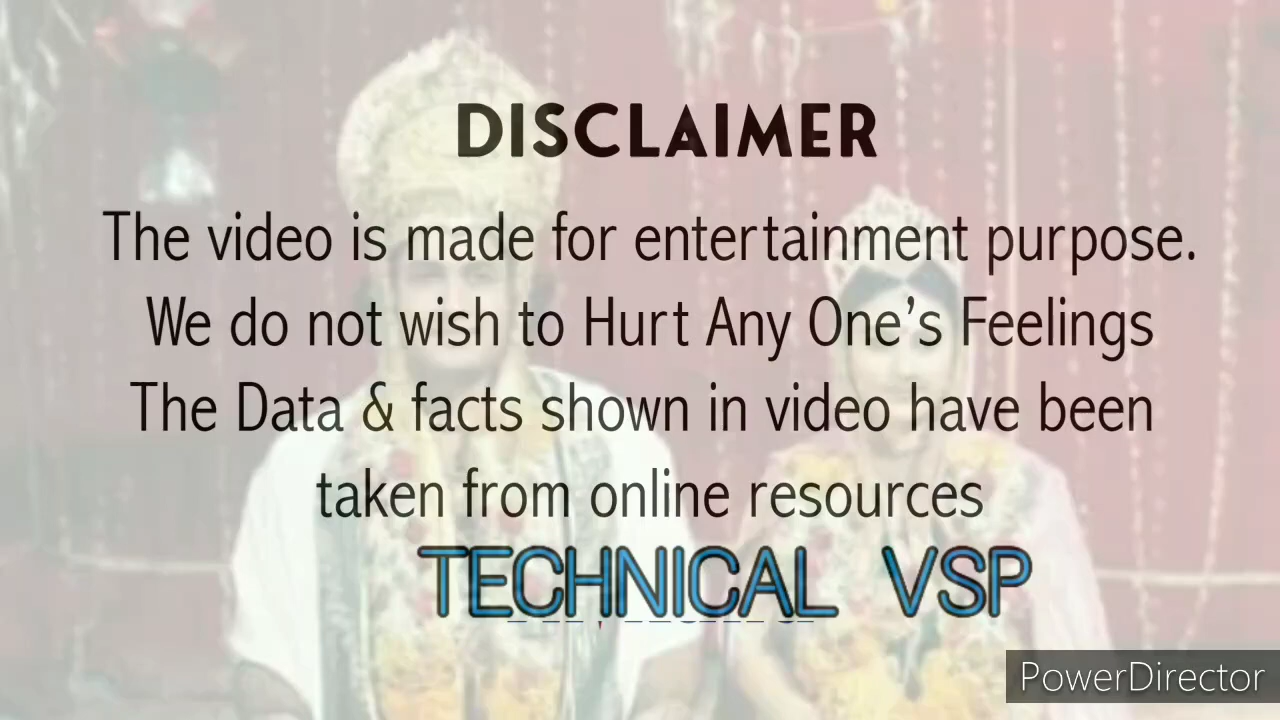 DISCLAIMER
The video is made for entertainment purpose.
We do not wish to Hurt Any One's Feelings
The Data & facts shown in video have been
taken from online resources
TECHNICAL VSP
PowerDirector